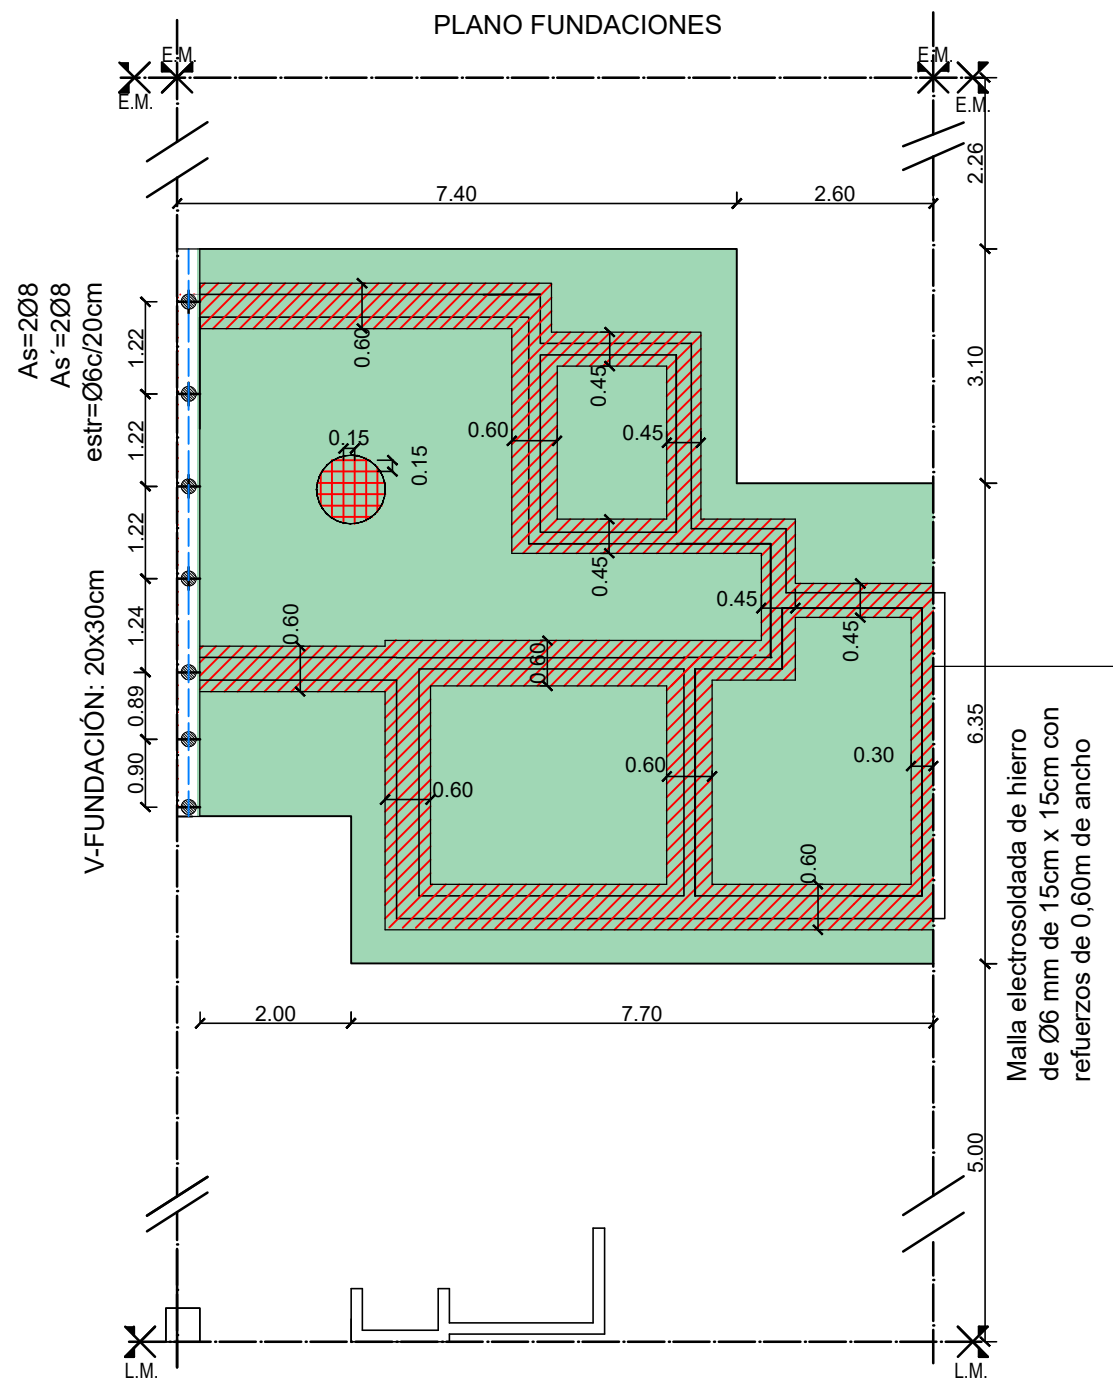 PLANO FUNDACIONES
E.M.
E.M.
E.M.
E.M.
2.26
7.40
2.60
As=2Ø8
As´=2Ø8
estr=Ø6c/20cm
1.22
1.22
1.22
1.24
0.89
0.90
V-FUNDACIÓN: 20x30cm
0.60
0.45
0.60
0.45
3.10
0.15
0.15
0.45
0.45
0.45
0.60
0.60
0.60
0.60
0.30
0.60
6.35
Malla electrosoldada de hierro
de Ø6 mm de 15cm x 15cm con
refuerzos de 0,60m de ancho
2.00
7.70
5.00
L.M.
L.M.